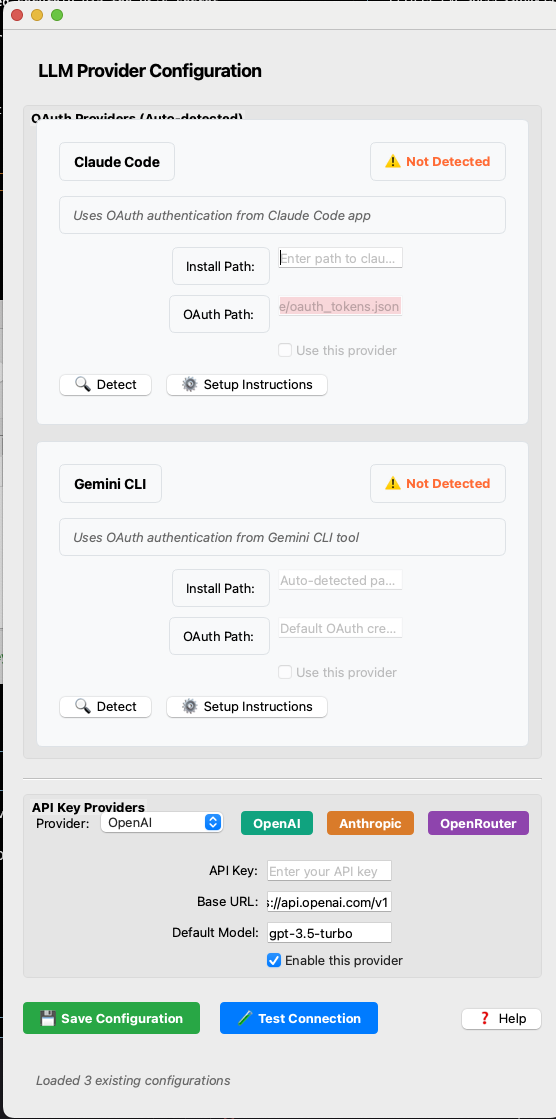 LLM Provider Configuration
OAuth Providers (Auto-detected)
Claude Code
⚠️ Not Detected
Uses OAuth authentication from Claude Code app
Install Path:
Enter path to clau...
OAuth Path:
e/oauth_tokens.json
Use this provider
🔍 Detect
⚙️ Setup Instructions
Gemini CLI
⚠️ Not Detected
Uses OAuth authentication from Gemini CLI tool
Install Path:
Auto-detected pa...
OAuth Path:
Default OAuth cre...
Use this provider
🔍 Detect
⚙️ Setup Instructions
API Key Providers
Provider:
OpenAI
OpenAI
Anthropic
OpenRouter
API Key:
Enter your API key
Base URL:
s://api.openai.com/v1
Default Model:
gpt-3.5-turbo
Enable this provider
💾 Save Configuration
🧪 Test Connection
❓ Help
Loaded 3 existing configurations